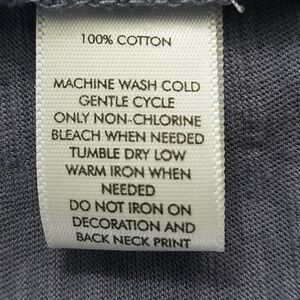 100% COTTON
MACHINE WASH COLD
GENTLE CYCLE
ONLY NON-CHLORINE
BLEACH WHEN NEEDED
TUMBLE DRY LOW
WARM IRON WHEN
NEEDED
DO NOT IRON ON
DECORATION AND
BACK NECK PRINT